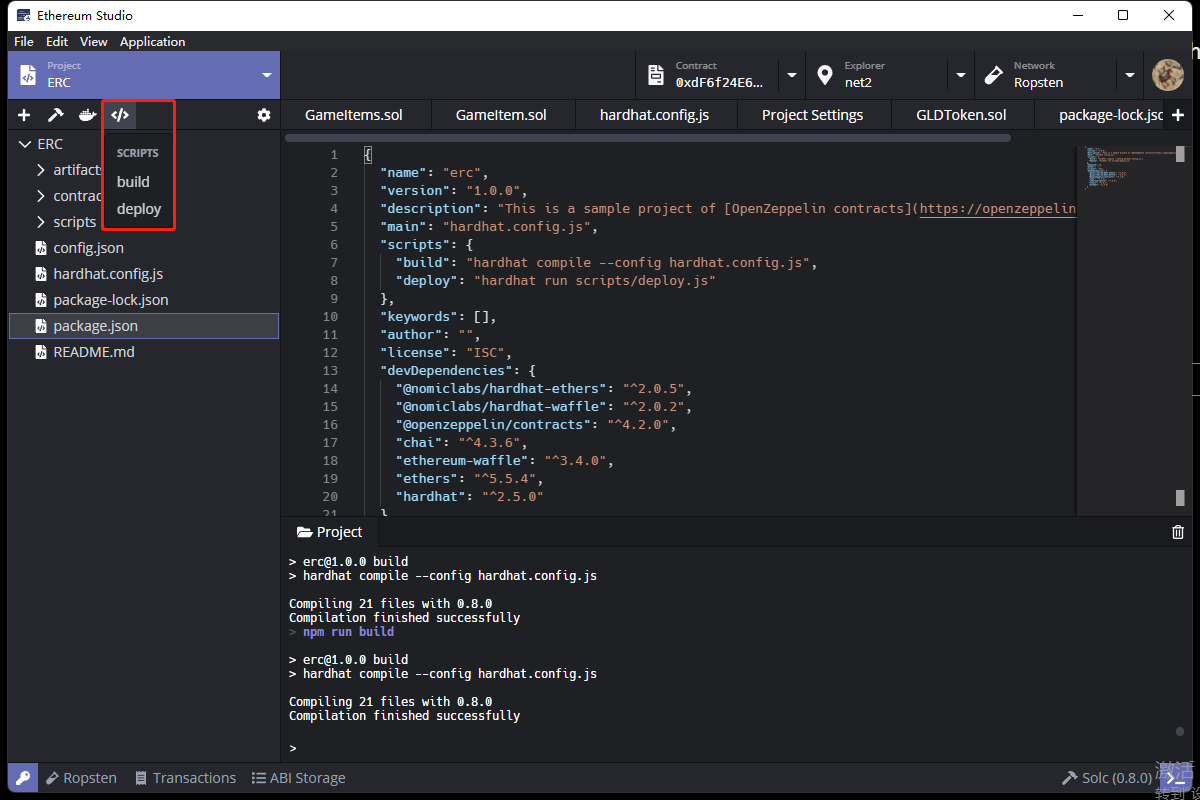 Ethereum Studio
File Edit View Application
Project
ERC
Contract
0xdF6f24E6...
Explorer
net2
Network
Ropsten
GameItems.sol GameItem.sol hardhat.config.js Project Settings GLDToken.sol package-lock.jsc
SCRIPTS
build
deploy
ERC
artifacts
contrac
scripts
config.json
hardhat.config.js
package-lock.json
package.json
README.md
1 {
2 "name": "erc",
3 "version": "1.0.0",
4 "description": "This is a sample project of [OpenZeppelin contracts](https://openzeppelin
5 "main": "hardhat.config.js",
6 "scripts": {
7 "build": "hardhat compile --config hardhat.config.js",
8 "deploy": "hardhat run scripts/deploy.js"
9 },
10 "keywords": [],
11 "author": "",
12 "license": "ISC",
13 "devDependencies": {
14 "@nomiclabs/hardhat-ethers": "^2.0.5",
15 "@nomiclabs/hardhat-waffle": "^2.0.2",
16 "@openzeppelin/contracts": "^4.2.0",
17 "chai": "^4.3.6",
18 "ethereum-waffle": "^3.4.0",
19 "ethers": "^5.5.4",
20 "hardhat": "^2.5.0"
21 }
Project
> erc@1.0.0 build
> hardhat compile --config hardhat.config.js
Compiling 21 files with 0.8.0
Compilation finished successfully
> npm run build
> erc@1.0.0 build
> hardhat compile --config hardhat.config.js
Compiling 21 files with 0.8.0
Compilation finished successfully
>
Ropsten Transactions ABI Storage Solc (0.8.0)
激活
转到 设